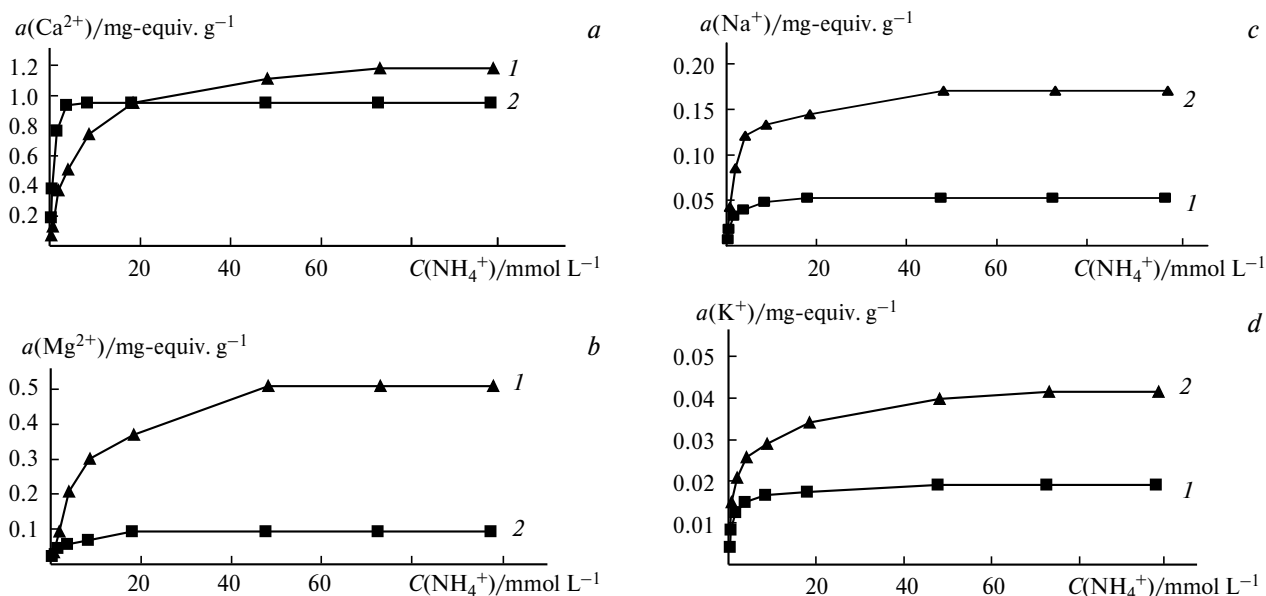 a(Ca²⁺)/mg-equiv. g⁻¹
a
1.2
1.0
0.8
0.6
0.4
0.2
1
2
20 40 60 C(NH₄⁺)/mmol L⁻¹
a(Mg²⁺)/mg-equiv. g⁻¹
b
0.5
0.4
0.3
0.2
0.1
1
2
20 40 60 C(NH₄⁺)/mmol L⁻¹
a(Na⁺)/mg-equiv. g⁻¹
c
0.20
0.15
0.10
0.05
2
1
20 40 60 C(NH₄⁺)/mmol L⁻¹
a(K⁺)/mg-equiv. g⁻¹
d
0.05
0.04
0.03
0.02
0.01
2
1
20 40 60 C(NH₄⁺)/mmol L⁻¹